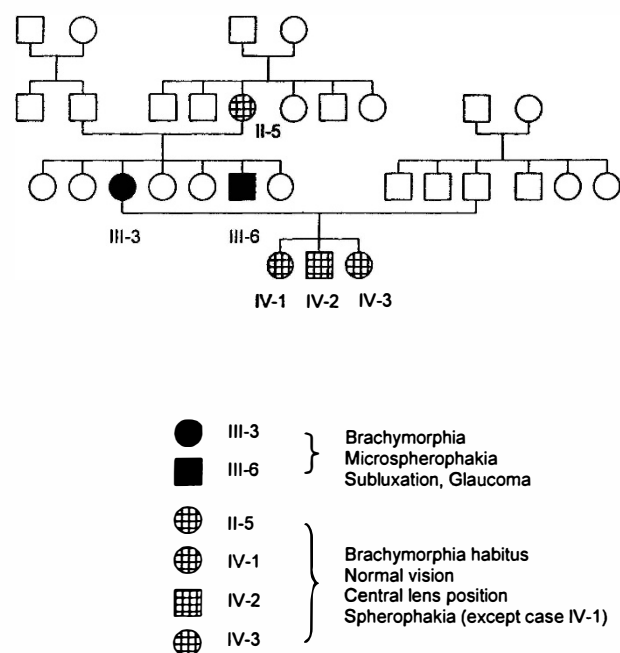 II-5
III-3
III-6
IV-1
IV-2
IV-3
III-3
III-6
Brachymorphia
Microspherophakia
Subluxation, Glaucoma
II-5
IV-1
IV-2
IV-3
Brachymorphia habitus
Normal vision
Central lens position
Spherophakia (except case IV-1)